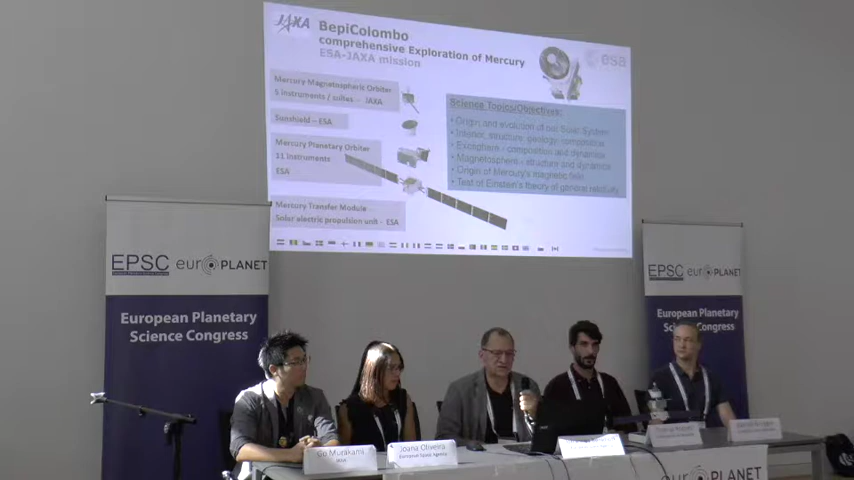 JAXA
BepiColombo
comprehensive Exploration of Mercury
ESA-JAXA mission
esa
Mercury Magnetospheric Orbiter
5 instruments / suites - JAXA
Sunshield – ESA
Mercury Planetary Orbiter
11 instruments
ESA
Mercury Transfer Module
Solar electric propulsion unit - ESA
Science Topics/Objectives:
• Origin and evolution of our Solar System
• Interior, structure, geology, composition
• Exosphere - composition and dynamics
• Magnetosphere - structure and dynamics
• Origin of Mercury's magnetic field
• Test of Einstein's theory of general relativity
EPSC euroPLANET
European Planetary
Science Congress
EPSC euroPLANET
European Planetary
Science Congress
Go Murakami
JAXA
Joana Oliveira
European Space Agency
euroPLANET